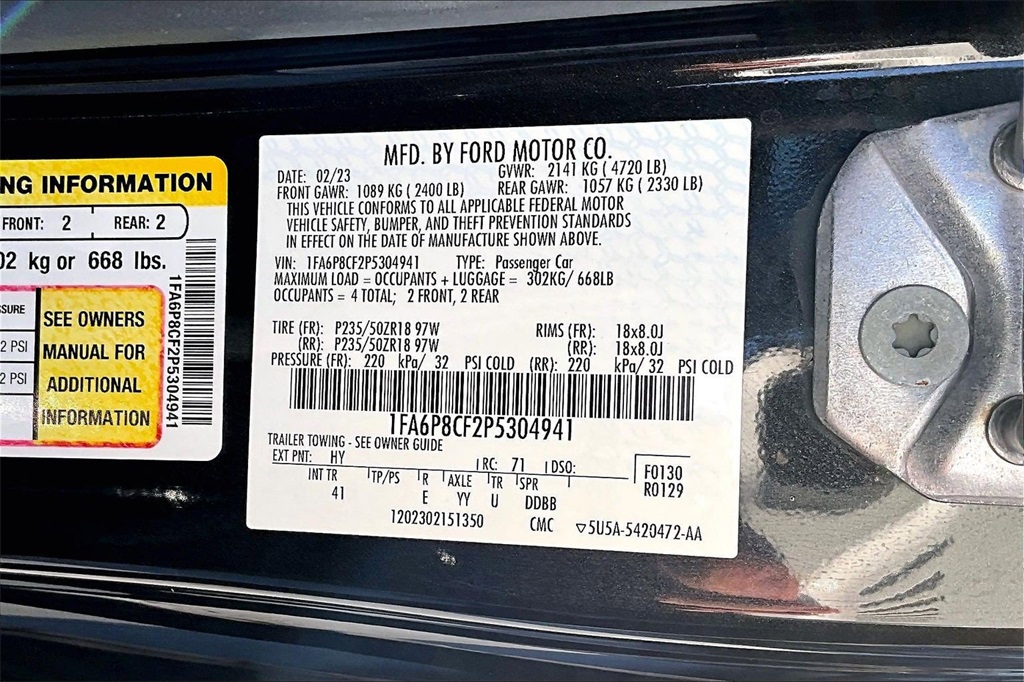 NG INFORMATION
FRONT: 2 REAR: 2
02 kg or 668 lbs.
SSURE
2 PSI
2 PSI
SEE OWNERS
MANUAL FOR
ADDITIONAL
INFORMATION
1FA6P8CF2P5304941
MFD. BY FORD MOTOR CO.
DATE: 02/23 GVWR: 2141 KG ( 4720 LB)
FRONT GAWR: 1089 KG ( 2400 LB) REAR GAWR: 1057 KG ( 2330 LB)
THIS VEHICLE CONFORMS TO ALL APPLICABLE FEDERAL MOTOR
VEHICLE SAFETY, BUMPER, AND THEFT PREVENTION STANDARDS
IN EFFECT ON THE DATE OF MANUFACTURE SHOWN ABOVE.
VIN: 1FA6P8CF2P5304941 TYPE: Passenger Car
MAXIMUM LOAD = OCCUPANTS + LUGGAGE = 302KG/ 668LB
OCCUPANTS = 4 TOTAL; 2 FRONT, 2 REAR
TIRE (FR): P235/50ZR18 97W RIMS (FR): 18x8.0J
(RR): P235/50ZR18 97W (RR): 18x8.0J
PRESSURE (FR): 220 kPa/ 32 PSI COLD (RR): 220 kPa/ 32 PSI COLD
1FA6P8CF2P5304941
TRAILER TOWING - SEE OWNER GUIDE
EXT PNT: HY RC: 71 DSO: F0130
INT TR TP/PS R AXLE TR SPR R0129
41 E YY U DDBB
1202302151350 CMC ▽5U5A-5420472-AA